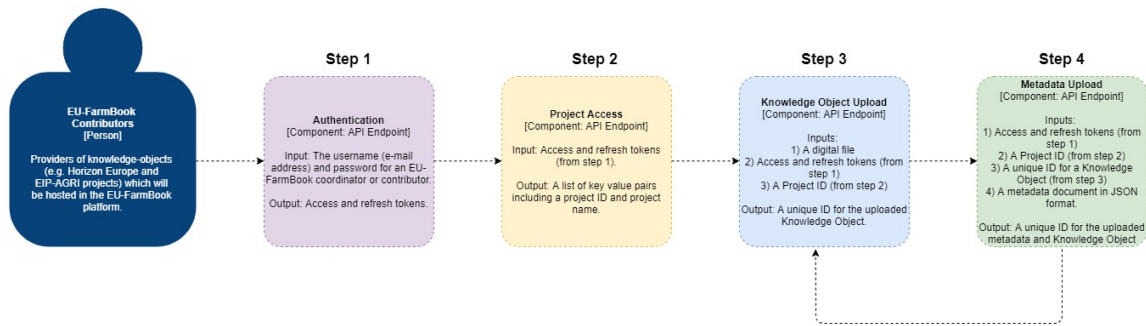 EU-FarmBook
Contributors
[Person]
Providers of knowledge-objects
(e.g. Horizon Europe and
EIP-AGRI projects) which will
be hosted in the EU-FarmBook
platform.
Step 1
Authentication
[Component: API Endpoint]
Input: The username (e-mail
address) and password for an EU-
FarmBook coordinator or contributor.
Output: Access and refresh tokens.
Step 2
Project Access
[Component: API Endpoint]
Input: Access and refresh tokens
(from step 1).
Output: A list of key value pairs
including a project ID and project
name.
Step 3
Knowledge Object Upload
[Component: API Endpoint]
Inputs:
1) A digital file
2) Access and refresh tokens (from
step 1)
3) A Project ID (from step 2)
Output: A unique ID for the uploaded
Knowledge Object.
Step 4
Metadata Upload
[Component: API Endpoint]
Inputs:
1) Access and refresh tokens (from
step 1)
2) A Project ID (from step 2)
3) A unique ID for a Knowledge
Object (from step 3)
4) A metadata document in JSON
format.
Output: A unique ID for the uploaded
metadata and Knowledge Object